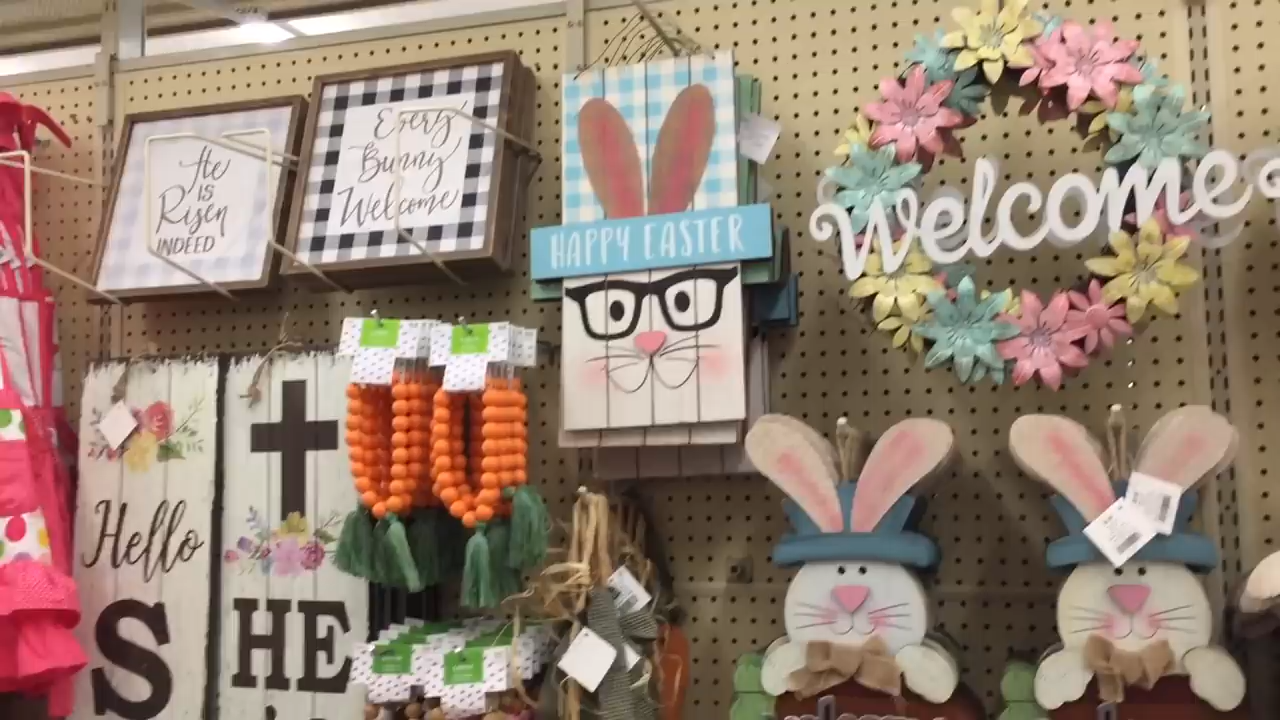 He
IS
Risen
INDEED
Every
Bunny
Welcome
HAPPY EASTER
Welcome
Hello
S
HE